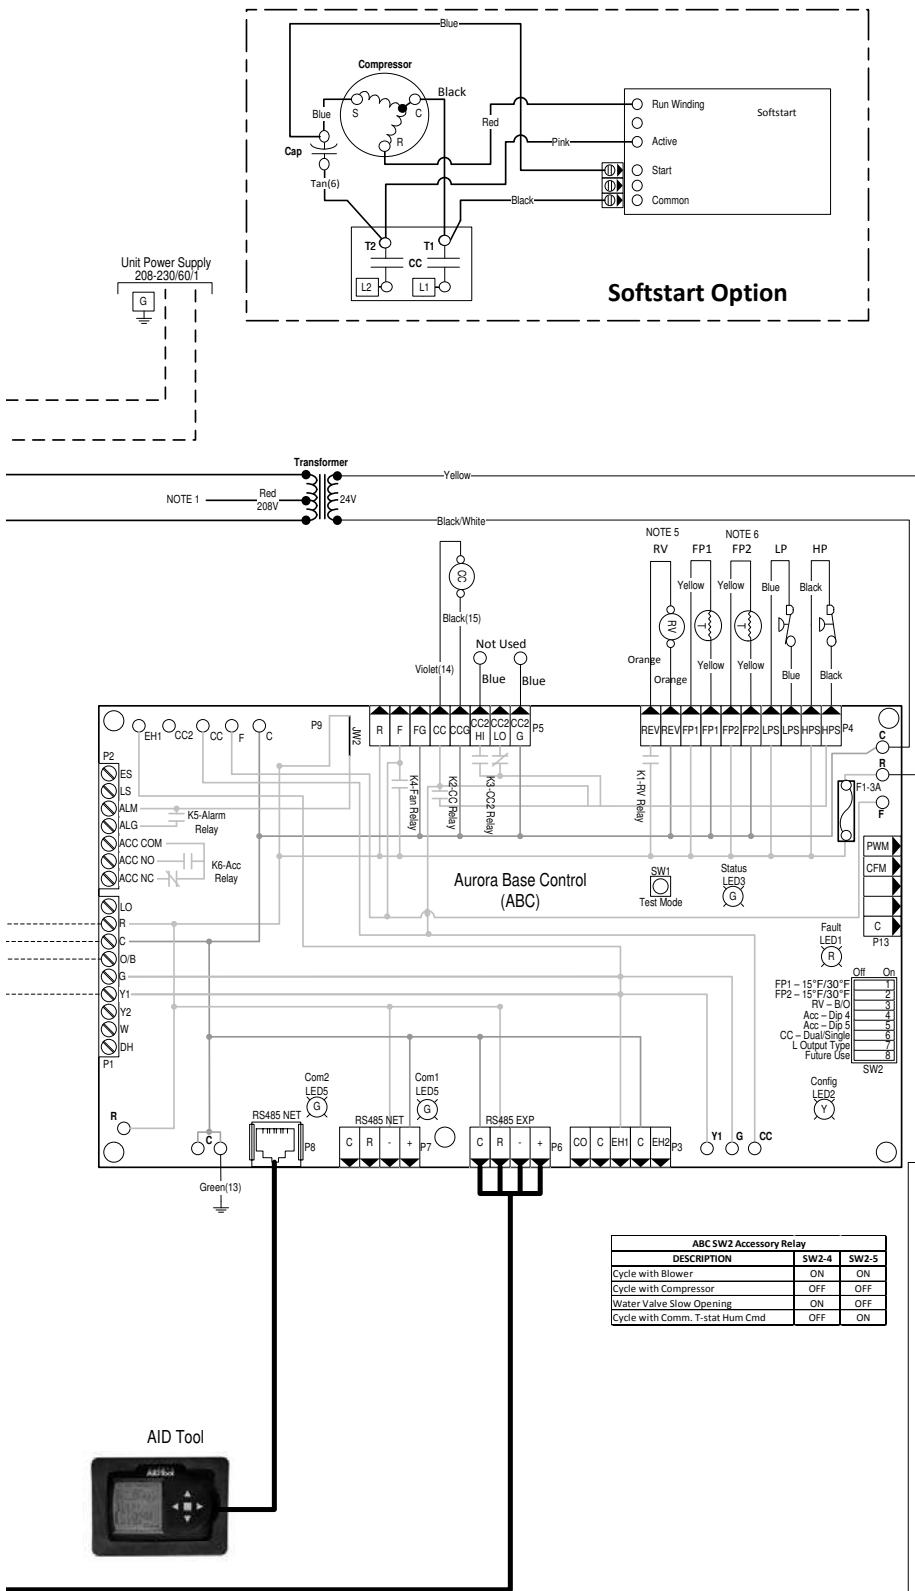 Blue
Compressor
Black
Blue
S
C
R
Cap
Tan(6)
Red
Pink
Black
Run Winding
Softstart
Active
Start
Common
T2
T1
CC
L2
L1
Softstart Option
Unit Power Supply
208-230/60/1
G
Transformer
NOTE 1
Red
208V
24V
Yellow
Black/White
CC
Black(15)
Violet(14)
Not Used
Blue
Blue
NOTE 5
NOTE 6
RV
FP1
FP2
LP
HP
Yellow
Yellow
Blue
Black
RV
T
T
Orange
Orange
Yellow
Yellow
Blue
Black
EH1
CC2
CC
F
C
P9
JW2
R
F
FG
CC
CCG
CC2
HI
CC2
LO
CC2
G
P5
REV
REV
FP1
FP1
FP2
FP2
LPS
LPS
HPS
HPS
P4
C
R
F1-3A
F
P2
ES
LS
ALM
ALG
ACC COM
ACC NO
ACC NC
K5-Alarm
Relay
K6-Acc
Relay
K4-Fan Relay
K2-CC Relay
K3-CC2 Relay
K1-RV Relay
Aurora Base Control
(ABC)
SW1
Test Mode
Status
LED3
G
PWM
CFM
C
P13
LO
R
C
O/B
G
Y1
Y2
W
DH
P1
Fault
LED1
R
Off
On
FP1 – 15°F/30°F
1
FP2 – 15°F/30°F
2
RV – B/O
3
Acc – Dip 4
4
Acc – Dip 5
5
CC – Dual/Single
6
L Output Type
7
Future Use
8
SW2
Config
LED2
Y
Com2
LED5
G
Com1
LED5
G
R
C
RS485 NET
P8
RS485 NET
C
R
-
+
P7
RS485 EXP
C
R
-
+
P6
CO
C
EH1
C
EH2
P3
Y1
G
CC
Green(13)
ABC SW2 Accessory Relay
DESCRIPTION
SW2-4
SW2-5
Cycle with Blower
ON
ON
Cycle with Compressor
OFF
OFF
Water Valve Slow Opening
ON
OFF
Cycle with Comm. T-stat Hum Cmd
OFF
ON
AID Tool
AID Tool